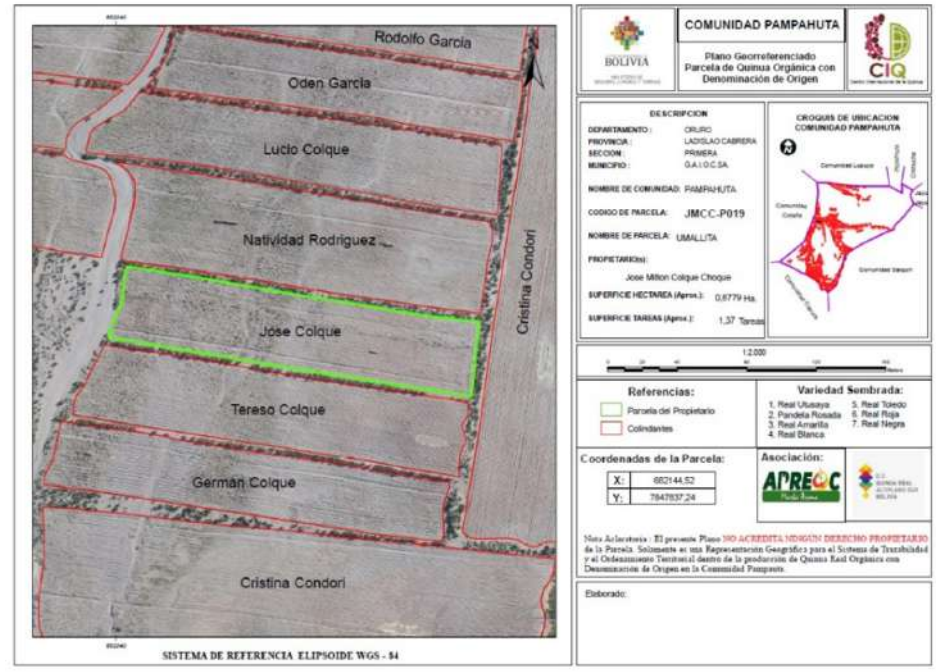 Rodolfo Garcia
Oden Garcia
Lucio Colque
Natividad Rodriguez
Cristina Condori
Jose Colque
Tereso Colque
German Colque
Cristina Condori
SISTEMA DE REFERENCIA ELIPSOIDE WGS - 84
BOLIVIA
COMUNIDAD PAMPAHUTA
Plano Georreferenciado
Parcela de Quinua Orgánica con
Denominación de Origen
CIQ
Centro Internacional de la Quinua
DESCRIPCION
DEPARTAMENTO : ORURO
PROVINCIA : LADISLAO CABRERA
SECCION : PRIMERA
MUNICIPIO : G.A.I.O.C.SA.
NOMBRE DE COMUNIDAD: PAMPAHUTA
CODIGO DE PARCELA: JMCC-P019
NOMBRE DE PARCELA: UMALLITA
PROPIETARIO(s):
Jose Milton Colque Choque
SUPERFICIE HECTAREA (Aprox.): 0,6779 Ha.
SUPERFICIE TAREAS (Aprox.): 1,37 Tareas
CROQUIS DE UBICACION
COMUNIDAD PAMPAHUTA
Comunidad
1:2.000
Referencias:
Parcela del Propietario
Colindantes
Variedad Sembrada:
1. Real Utusaya 5. Real Toledo
2. Pandela Rosada 6. Real Roja
3. Real Amarilla 7. Real Negra
4. Real Blanca
Coordenadas de la Parcela:
X: 682144,52
Y: 7847837,24
Asociación:
Nota Aclaratoria : El presente Plano NO ACREDITA NINGÚN DERECHO PROPIETARIO
de la Parcela. Solamente es una Representación Geográfica para el Sistema de Trazabilidad
y el Ordenamiento Territorial dentro de la producción de Quinua Real Orgánica con
Denominación de Origen en la Comunidad Pampauta.
Elaborado: